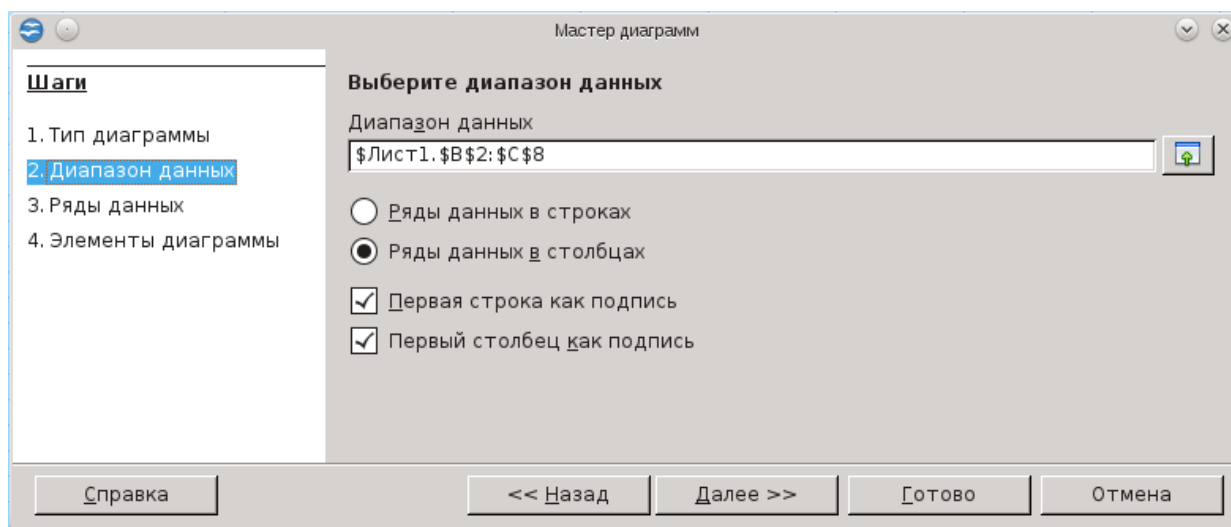 Мастер диаграмм
Шаги
1. Тип диаграммы
2. Диапазон данных
3. Ряды данных
4. Элементы диаграммы
Выберите диапазон данных
Диапазон данных
$Лист1.$B$2:$C$8
Ряды данных в строках
Ряды данных в столбцах
Первая строка как подпись
Первый столбец как подпись
Справка
<< Назад
Далее >>
Готово
Отмена